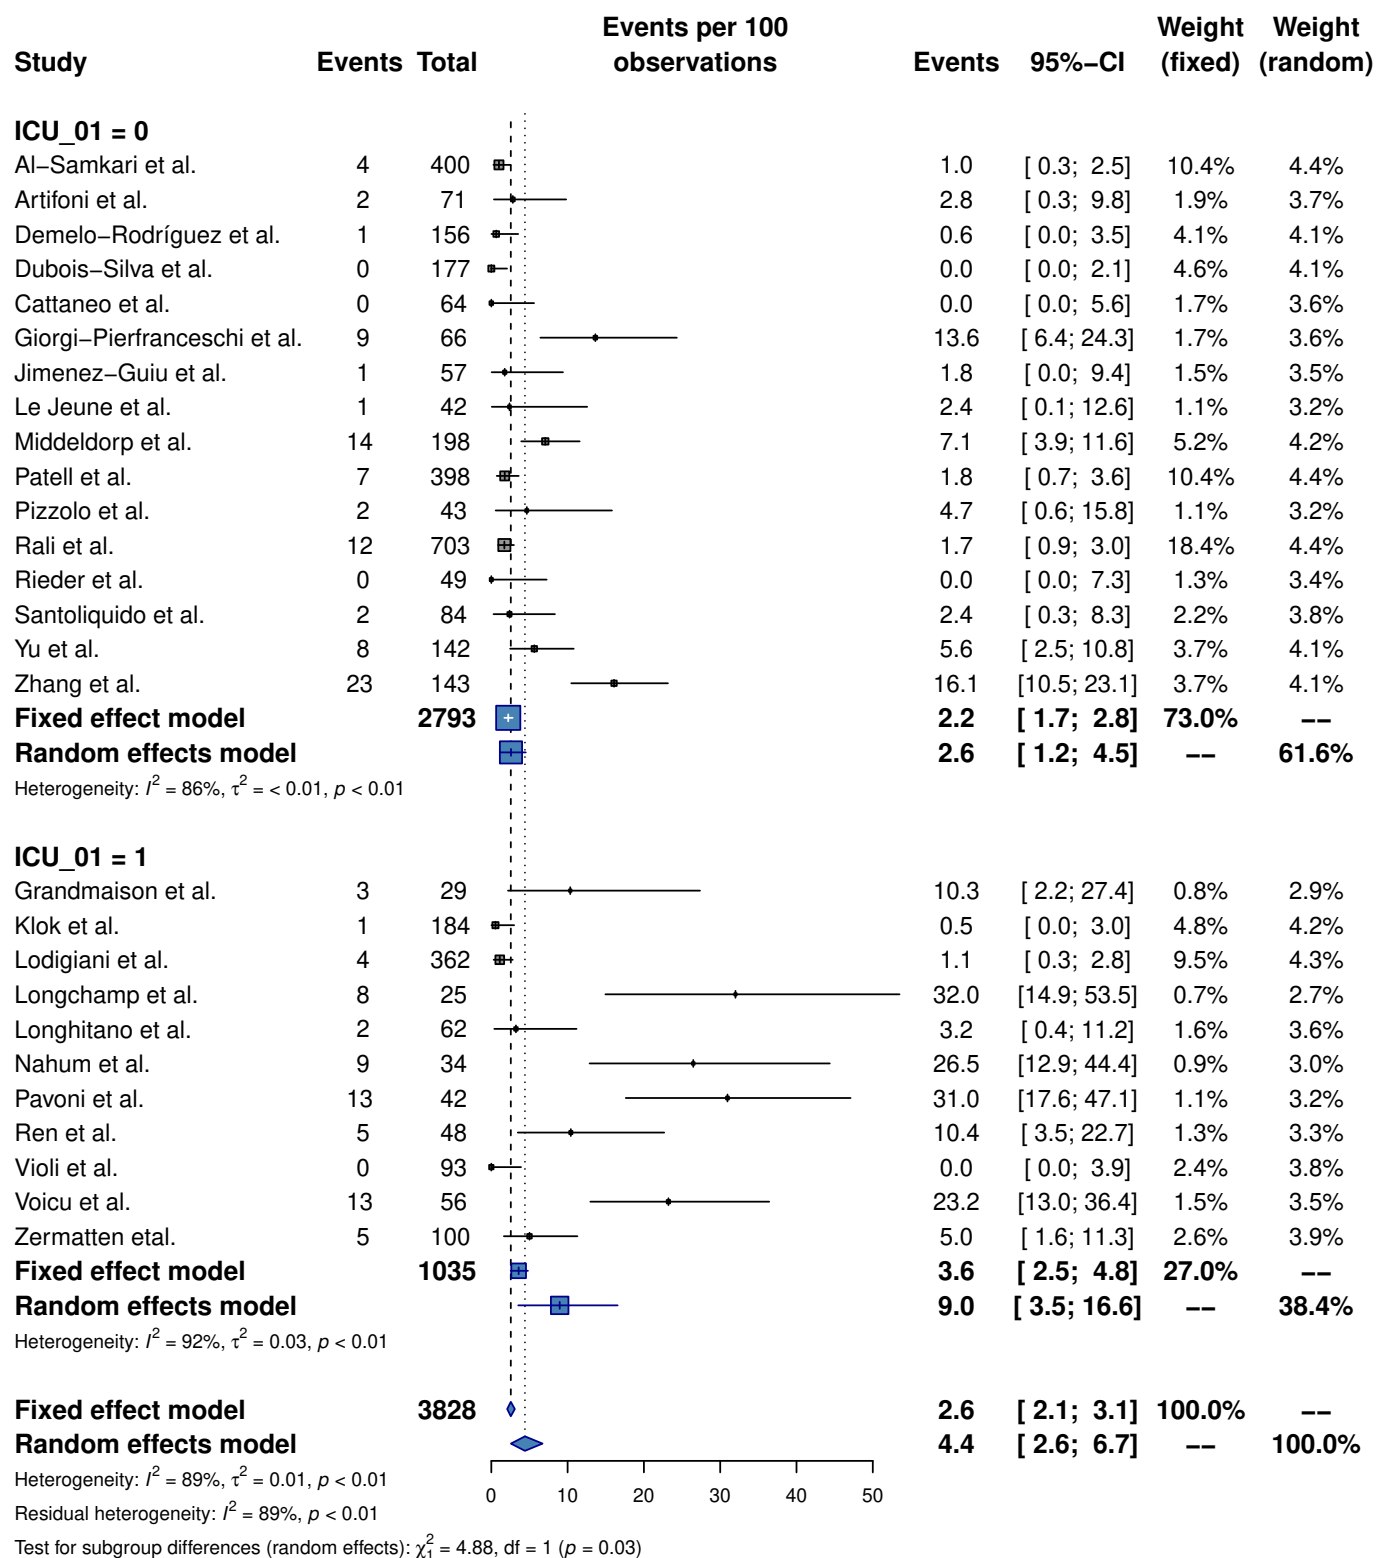 Events per 100 Weight Weight
Study Events Total observations Events 95%−CI (fixed) (random)
ICU_01 = 0
Al−Samkari et al. 4 400 1.0 [ 0.3; 2.5] 10.4% 4.4%
Artifoni et al. 2 71 2.8 [ 0.3; 9.8] 1.9% 3.7%
Demelo−Rodríguez et al. 1 156 0.6 [ 0.0; 3.5] 4.1% 4.1%
Dubois−Silva et al. 0 177 0.0 [ 0.0; 2.1] 4.6% 4.1%
Cattaneo et al. 0 64 0.0 [ 0.0; 5.6] 1.7% 3.6%
Giorgi−Pierfranceschi et al. 9 66 13.6 [ 6.4; 24.3] 1.7% 3.6%
Jimenez−Guiu et al. 1 57 1.8 [ 0.0; 9.4] 1.5% 3.5%
Le Jeune et al. 1 42 2.4 [ 0.1; 12.6] 1.1% 3.2%
Middeldorp et al. 14 198 7.1 [ 3.9; 11.6] 5.2% 4.2%
Patell et al. 7 398 1.8 [ 0.7; 3.6] 10.4% 4.4%
Pizzolo et al. 2 43 4.7 [ 0.6; 15.8] 1.1% 3.2%
Rali et al. 12 703 1.7 [ 0.9; 3.0] 18.4% 4.4%
Rieder et al. 0 49 0.0 [ 0.0; 7.3] 1.3% 3.4%
Santoliquido et al. 2 84 2.4 [ 0.3; 8.3] 2.2% 3.8%
Yu et al. 8 142 5.6 [ 2.5; 10.8] 3.7% 4.1%
Zhang et al. 23 143 16.1 [10.5; 23.1] 3.7% 4.1%
Fixed effect model 2793 2.2 [ 1.7; 2.8] 73.0% −−
Random effects model 2.6 [ 1.2; 4.5] −− 61.6%
Heterogeneity: I² = 86%, τ² = < 0.01, p < 0.01
ICU_01 = 1
Grandmaison et al. 3 29 10.3 [ 2.2; 27.4] 0.8% 2.9%
Klok et al. 1 184 0.5 [ 0.0; 3.0] 4.8% 4.2%
Lodigiani et al. 4 362 1.1 [ 0.3; 2.8] 9.5% 4.3%
Longchamp et al. 8 25 32.0 [14.9; 53.5] 0.7% 2.7%
Longhitano et al. 2 62 3.2 [ 0.4; 11.2] 1.6% 3.6%
Nahum et al. 9 34 26.5 [12.9; 44.4] 0.9% 3.0%
Pavoni et al. 13 42 31.0 [17.6; 47.1] 1.1% 3.2%
Ren et al. 5 48 10.4 [ 3.5; 22.7] 1.3% 3.3%
Violi et al. 0 93 0.0 [ 0.0; 3.9] 2.4% 3.8%
Voicu et al. 13 56 23.2 [13.0; 36.4] 1.5% 3.5%
Zermatten etal. 5 100 5.0 [ 1.6; 11.3] 2.6% 3.9%
Fixed effect model 1035 3.6 [ 2.5; 4.8] 27.0% −−
Random effects model 9.0 [ 3.5; 16.6] −− 38.4%
Heterogeneity: I² = 92%, τ² = 0.03, p < 0.01
Fixed effect model 3828 2.6 [ 2.1; 3.1] 100.0% −−
Random effects model 4.4 [ 2.6; 6.7] −− 100.0%
Heterogeneity: I² = 89%, τ² = 0.01, p < 0.01
0 10 20 30 40 50
Residual heterogeneity: I² = 89%, p < 0.01
Test for subgroup differences (random effects): χ₁² = 4.88, df = 1 (p = 0.03)